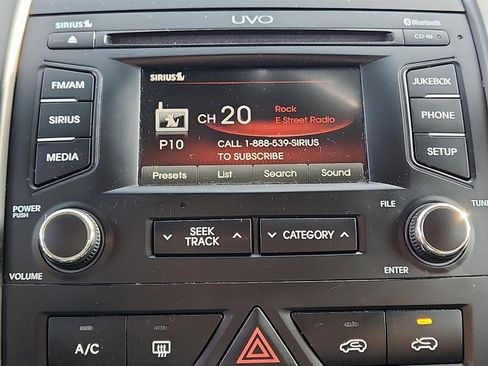 SIRIUS UVO Bluetooth
CD-IN
FM/AM
SIRIUS
MEDIA
SIRIUS
CH 20
Rock
E Street Radio
P10
CALL 1-888-539-SIRIUS
TO SUBSCRIBE
Presets List Search Sound
JUKEBOX
PHONE
SETUP
POWER
PUSH
VOLUME
SEEK
TRACK
CATEGORY
FILE
TUNE
ENTER
A/C